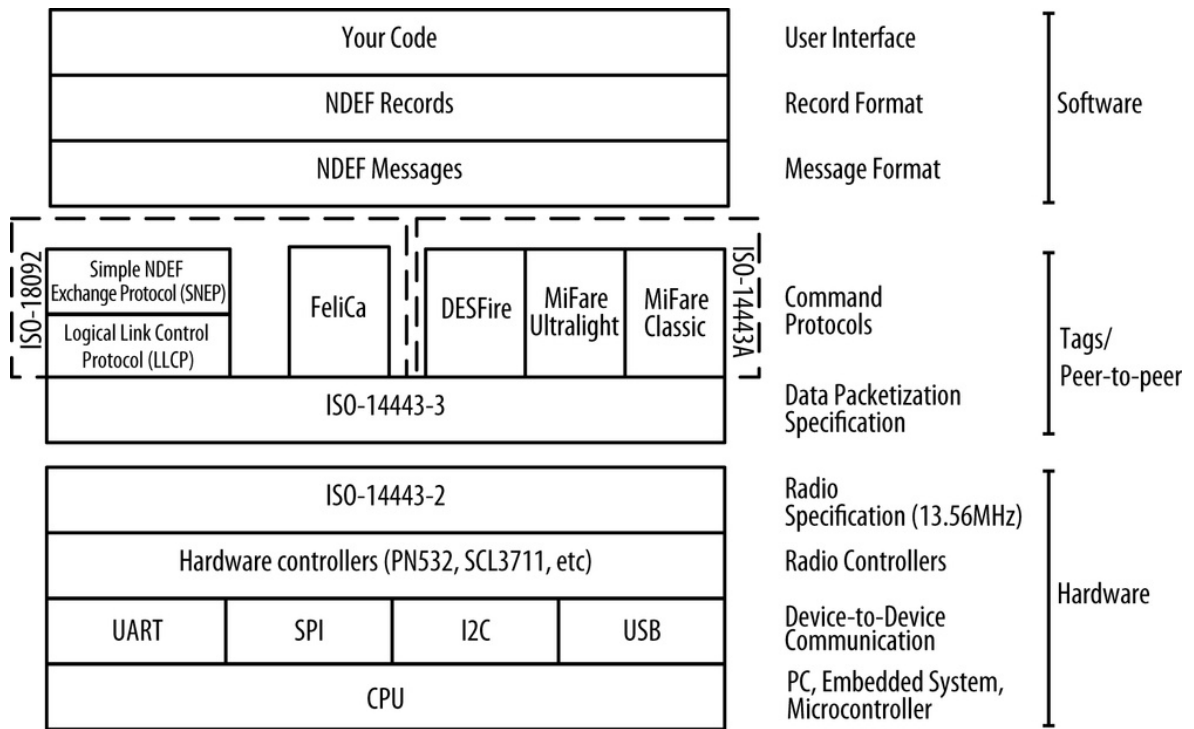 Your Code
User Interface
NDEF Records
Record Format
Software
NDEF Messages
Message Format
ISO-18092
Simple NDEF
Exchange Protocol (SNEP)
Logical Link Control
Protocol (LLCP)
FeliCa
DESFire
MiFare
Ultralight
MiFare
Classic
ISO-14443A
Command
Protocols
Tags/
Peer-to-peer
ISO-14443-3
Data Packetization
Specification
ISO-14443-2
Radio
Specification (13.56MHz)
Hardware controllers (PN532, SCL3711, etc)
Radio Controllers
Hardware
UART
SPI
I2C
USB
Device-to-Device
Communication
CPU
PC, Embedded System,
Microcontroller